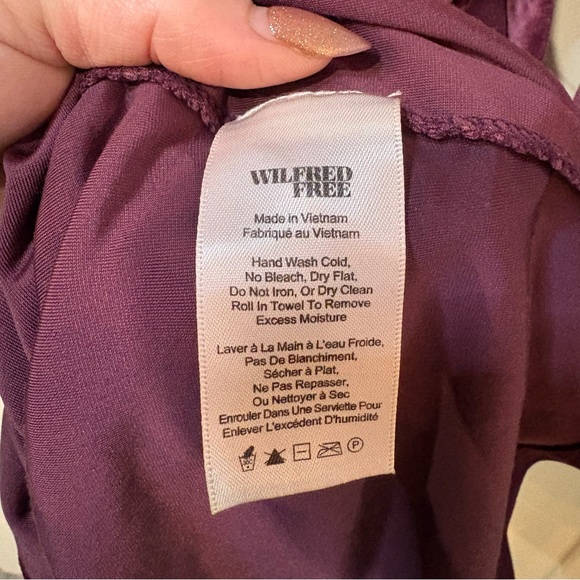 WILFRED
FREE
Made in Vietnam
Fabriqué au Vietnam
Hand Wash Cold,
No Bleach, Dry Flat,
Do Not Iron, Or Dry Clean
Roll in Towel To Remove
Excess Moisture
Laver à La Main à L'eau Froide,
Pas De Blanchiment,
Sécher à Plat,
Ne Pas Repasser,
Ou Nettoyer à Sec
Enrouler Dans Une Serviette Pour
Enlever L'excédent D'humidité
P